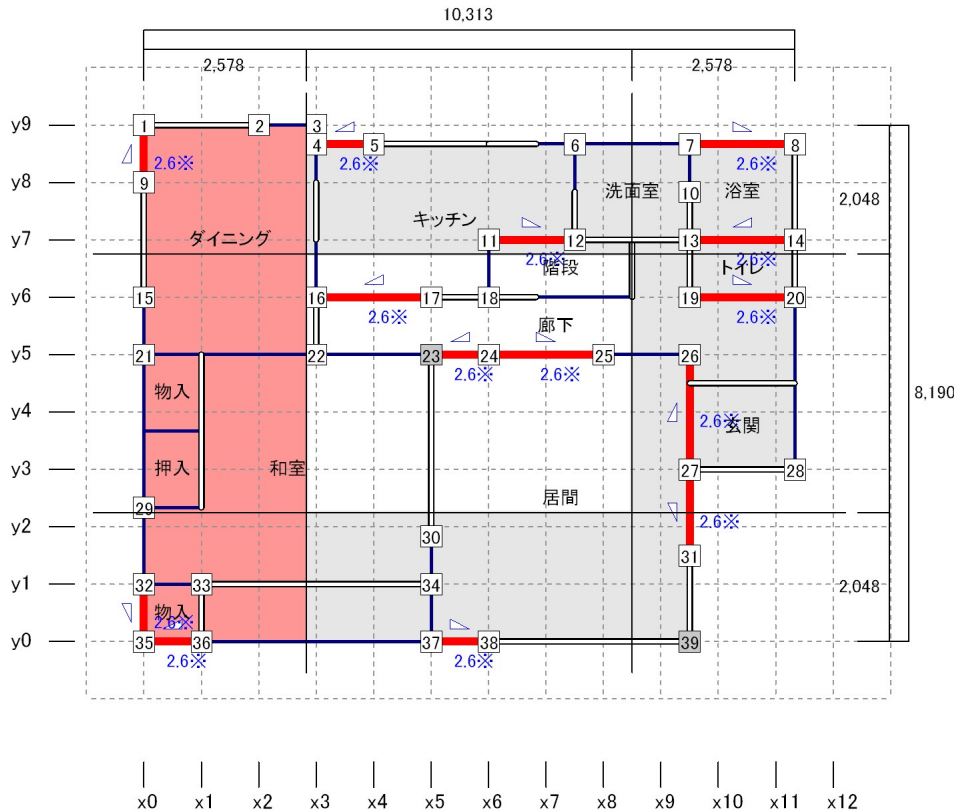 10,313
2,578 2,578
y9 1 2 3
4 5 6 7 8
2.6※ 2.6※ 2.6※
y8 9 10 洗面室 浴室 2,048
キッチン
y7 ダイニング 11 12 13 14
2.6※ 階段 2.6※ トイレ
y6 15 16 17 18 19 20
2.6※ 廊下 2.6※
y5 21 22 23 24 25 26
2.6※ 2.6※
物入
y4 8,190
2.6※ 玄関
y3 押入 和室 27 28
居間
29
y2 2.6※
30
31
y1 32 33 34 2,048
物入
2.6※
y0 35 36 37 38 39
2.6※ 2.6※
x0 x1 x2 x3 x4 x5 x6 x7 x8 x9 x10 x11 x12